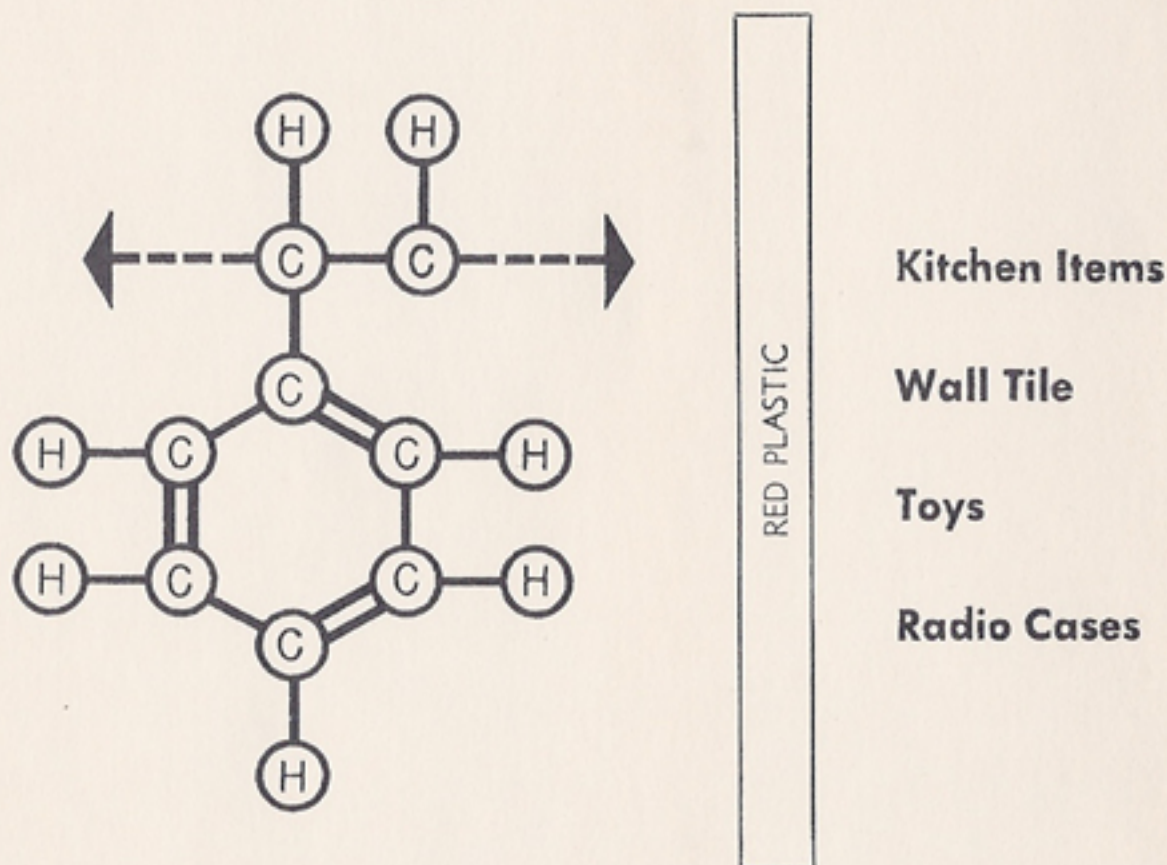 H H
C C
C
H C C H
H C C H
C
H
RED PLASTIC
Kitchen Items
Wall Tile
Toys
Radio Cases